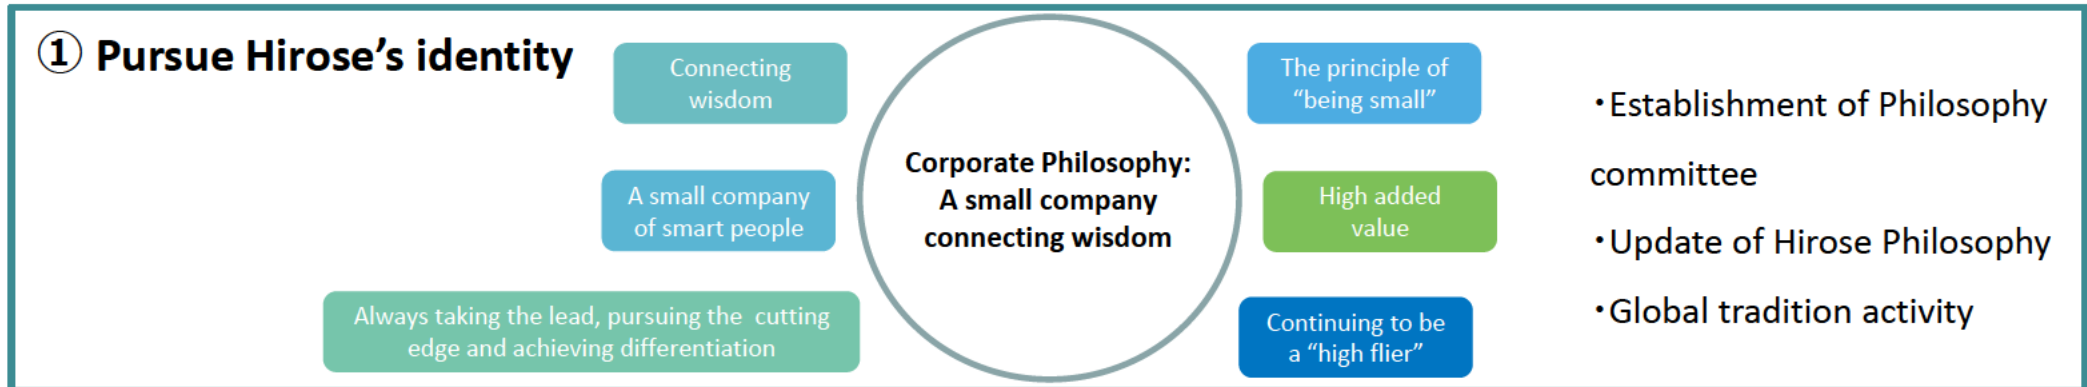 ① Pursue Hirose’s identity
Connecting
wisdom
A small company
of smart people
Always taking the lead, pursuing the cutting
edge and achieving differentiation
Corporate Philosophy:
A small company
connecting wisdom
The principle of
“being small”
High added
value
Continuing to be
a “high flier”
・Establishment of Philosophy
committee
・Update of Hirose Philosophy
・Global tradition activity